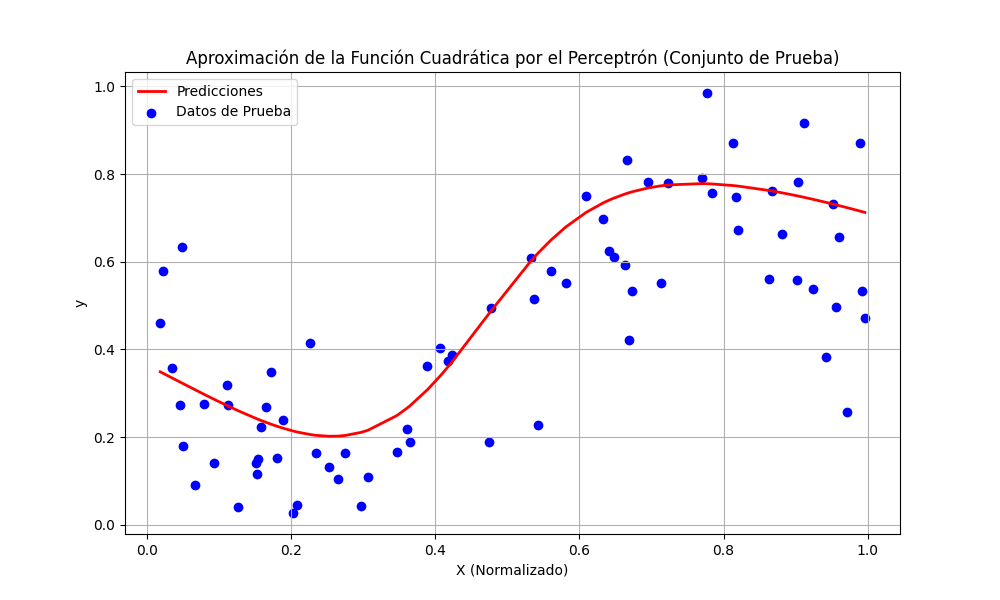 Aproximación de la Función Cuadrática por el Perceptrón (Conjunto de Prueba)
Predicciones
Datos de Prueba
1.0
0.8
0.6
0.4
0.2
0.0
y
0.0 0.2 0.4 0.6 0.8 1.0
X (Normalizado)